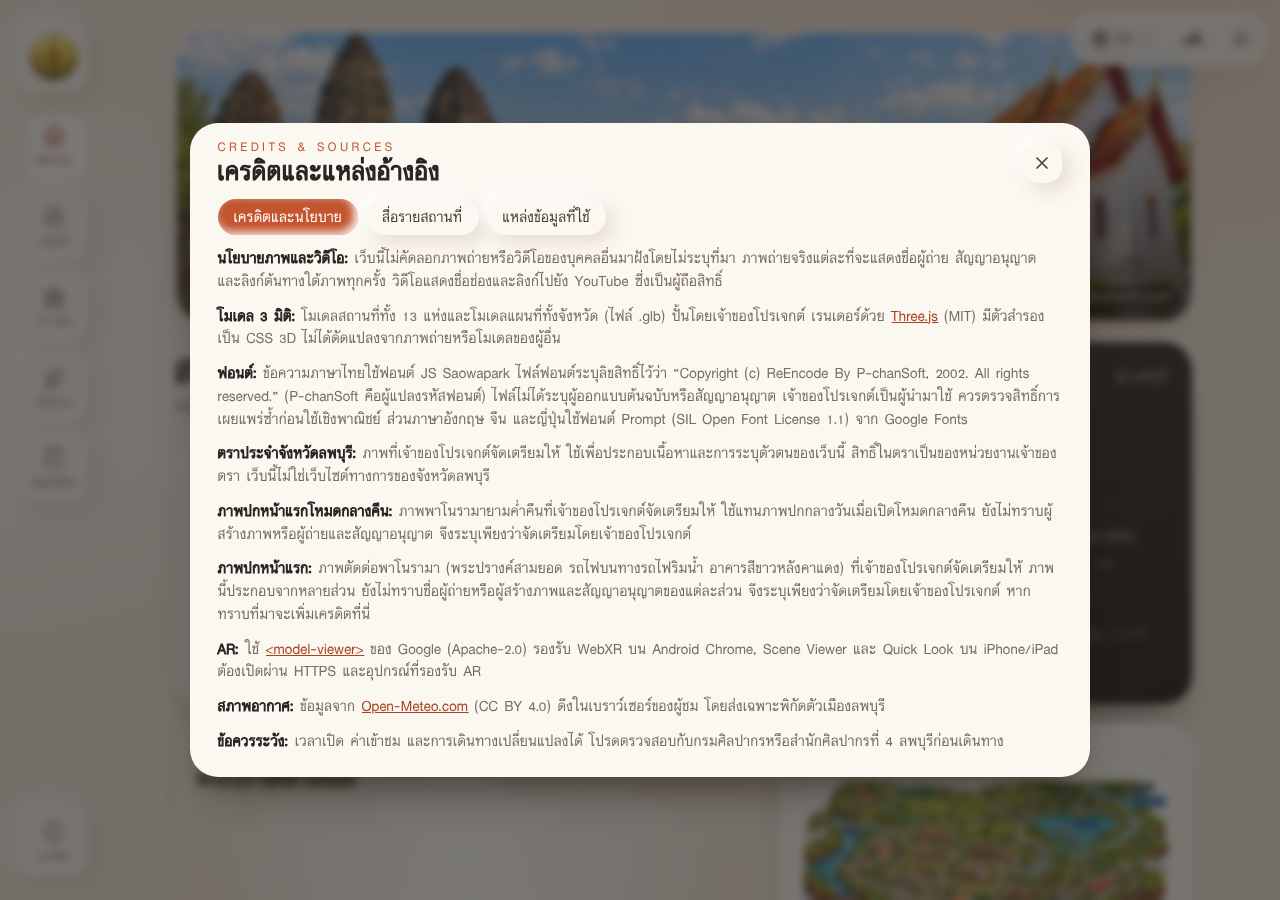 CREDITS & SOURCES
เครดิตและแหล่งอ้างอิง
เครดิตและนโยบาย
สื่อรายสถานที่
แหล่งข้อมูลที่ใช้
นโยบายภาพและวิดีโอ: เว็บนี้ไม่คัดลอกภาพถ่ายหรือวิดีโอของบุคคลอื่นมาฝังโดยไม่ระบุที่มา ภาพถ่ายจริงแต่ละที่จะแสดงชื่อผู้ถ่าย สัญญาอนุญาต
และลิงก์ต้นทางใต้ภาพทุกครั้ง วิดีโอแสดงชื่อช่องและลิงก์ไปยัง YouTube ซึ่งเป็นผู้ถือสิทธิ์
โมเดล 3 มิติ: โมเดลสถานที่ทั้ง 13 แห่งและโมเดลแผนที่ทั้งจังหวัด (ไฟล์ .glb) ปั้นโดยเจ้าของโปรเจกต์ เรนเดอร์ด้วย Three.js (MIT) มีตัวสำรอง
เป็น CSS 3D ไม่ได้ดัดแปลงจากภาพถ่ายหรือโมเดลของผู้อื่น
ฟอนต์: ข้อความภาษาไทยใช้ฟอนต์ JS Saowapark ไฟล์ฟอนต์ระบุลิขสิทธิ์ไว้ว่า “Copyright (c) ReEncode By P-chanSoft, 2002. All rights
reserved.” (P-chanSoft คือผู้แปลงรหัสฟอนต์) ไฟล์ไม่ได้ระบุผู้ออกแบบต้นฉบับหรือสัญญาอนุญาต เจ้าของโปรเจกต์เป็นผู้นำมาใช้ ควรตรวจสิทธิ์การ
เผยแพร่ซ้ำก่อนใช้เชิงพาณิชย์ ส่วนภาษาอังกฤษ จีน และญี่ปุ่นใช้ฟอนต์ Prompt (SIL Open Font License 1.1) จาก Google Fonts
ตราประจำจังหวัดลพบุรี: ภาพที่เจ้าของโปรเจกต์จัดเตรียมให้ ใช้เพื่อประกอบเนื้อหาและการระบุตัวตนของเว็บนี้ สิทธิ์ในตราเป็นของหน่วยงานเจ้าของ
ตรา เว็บนี้ไม่ใช่เว็บไซต์ทางการของจังหวัดลพบุรี
ภาพปกหน้าแรกโหมดกลางคืน: ภาพพาโนรามายามค่ำคืนที่เจ้าของโปรเจกต์จัดเตรียมให้ ใช้แทนภาพปกกลางวันเมื่อเปิดโหมดกลางคืน ยังไม่ทราบผู้
สร้างภาพหรือผู้ถ่ายและสัญญาอนุญาต จึงระบุเพียงว่าจัดเตรียมโดยเจ้าของโปรเจกต์
ภาพปกหน้าแรก: ภาพตัดต่อพาโนรามา (พระปรางค์สามยอด รถไฟบนทางรถไฟริมน้ำ อาคารสีขาวหลังคาแดง) ที่เจ้าของโปรเจกต์จัดเตรียมให้ ภาพ
นี้ประกอบจากหลายส่วน ยังไม่ทราบชื่อผู้ถ่ายหรือผู้สร้างภาพและสัญญาอนุญาตของแต่ละส่วน จึงระบุเพียงว่าจัดเตรียมโดยเจ้าของโปรเจกต์ หาก
ทราบที่มาจะเพิ่มเครดิตที่นี่
AR: ใช้ <model-viewer> ของ Google (Apache-2.0) รองรับ WebXR บน Android Chrome, Scene Viewer และ Quick Look บน iPhone/iPad
ต้องเปิดผ่าน HTTPS และอุปกรณ์ที่รองรับ AR
สภาพอากาศ: ข้อมูลจาก Open-Meteo.com (CC BY 4.0) ดึงในเบราว์เซอร์ของผู้ชม โดยส่งเฉพาะพิกัดตัวเมืองลพบุรี
ข้อควรระวัง: เวลาเปิด ค่าเข้าชม และการเดินทางเปลี่ยนแปลงได้ โปรดตรวจสอบกับกรมศิลปากรหรือสำนักศิลปากรที่ 4 ลพบุรีก่อนเดินทาง